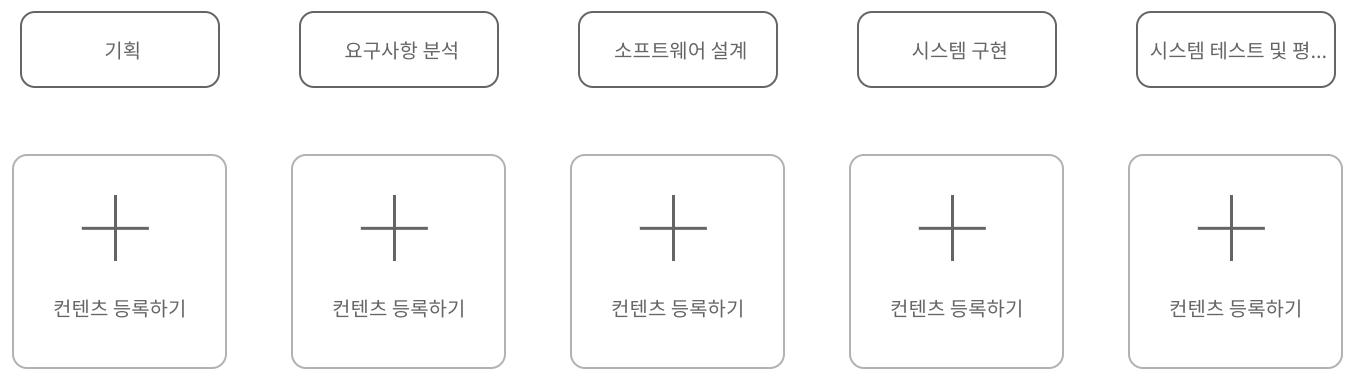 기획
요구사항 분석
소프트웨어 설계
시스템 구현
시스템 테스트 및 평...
컨텐츠 등록하기
컨텐츠 등록하기
컨텐츠 등록하기
컨텐츠 등록하기
컨텐츠 등록하기